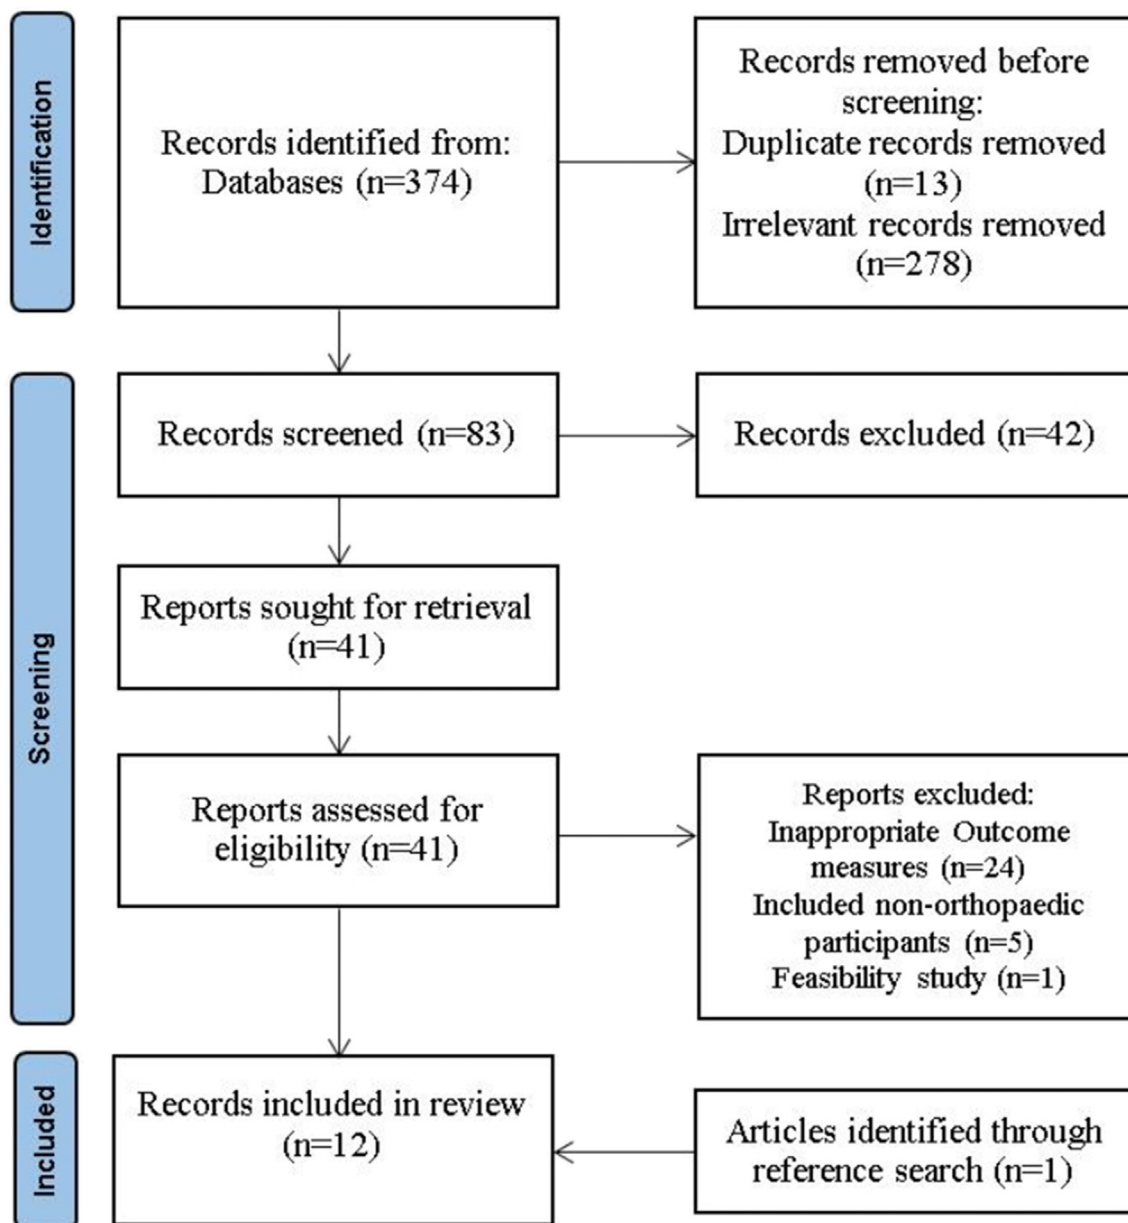 Identification
Records identified from:
Databases (n=374)
Records removed before
screening:
Duplicate records removed
(n=13)
Irrelevant records removed
(n=278)
Screening
Records screened (n=83)
Records excluded (n=42)
Reports sought for retrieval
(n=41)
Reports assessed for
eligibility (n=41)
Reports excluded:
Inappropriate Outcome
measures (n=24)
Included non-orthopaedic
participants (n=5)
Feasibility study (n=1)
Included
Records included in review
(n=12)
Articles identified through
reference search (n=1)